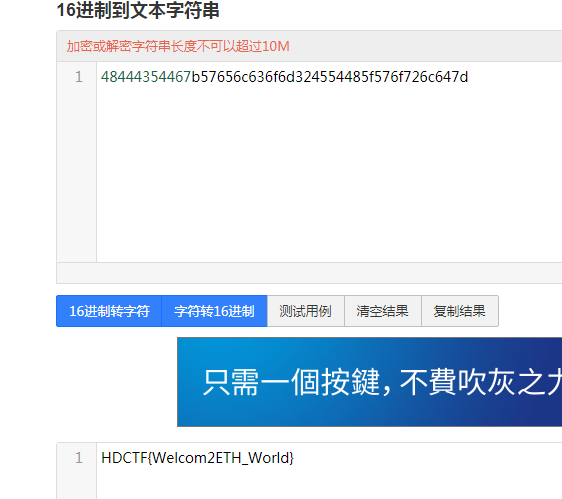 16进制到文本字符串
加密或解密字符串长度不可以超过10M
1 48444354467b57656c636f6d324554485f576f726c647d
16进制转字符 字符转16进制 测试用例 清空结果 复制结果
只需一個按鍵，不費吹灰之
1 HDCTF{Welcom2ETH_World}